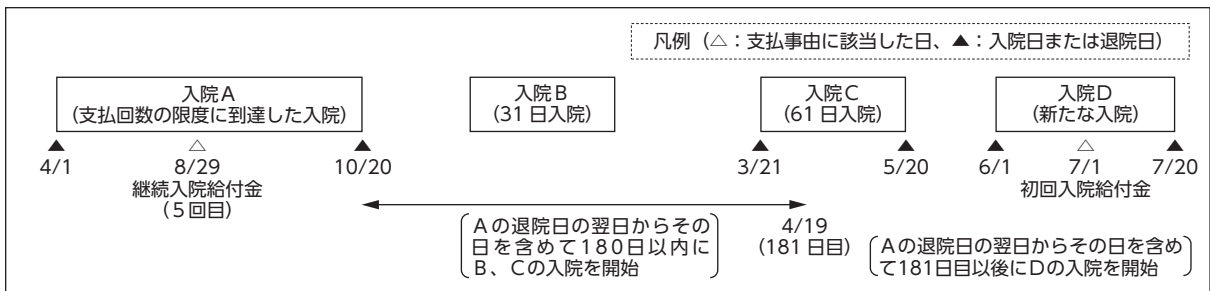 凡例（△：支払事由に該当した日、▲：入院日または退院日）
入院A
（支払回数の限度に到達した入院）
入院B
（31日入院）
入院C
（61日入院）
入院D
（新たな入院）
▲ △ ▲ ▲ ▲ ▲ △ ▲
4/1 8/29 10/20 3/21 5/20 6/1 7/1 7/20
継続入院給付金
（5回目）
初回入院給付金
Aの退院日の翌日からその
日を含めて180日以内に
B、Cの入院を開始
4/19
（181日目）
Aの退院日の翌日からその日を含め
て181日目以後にDの入院を開始